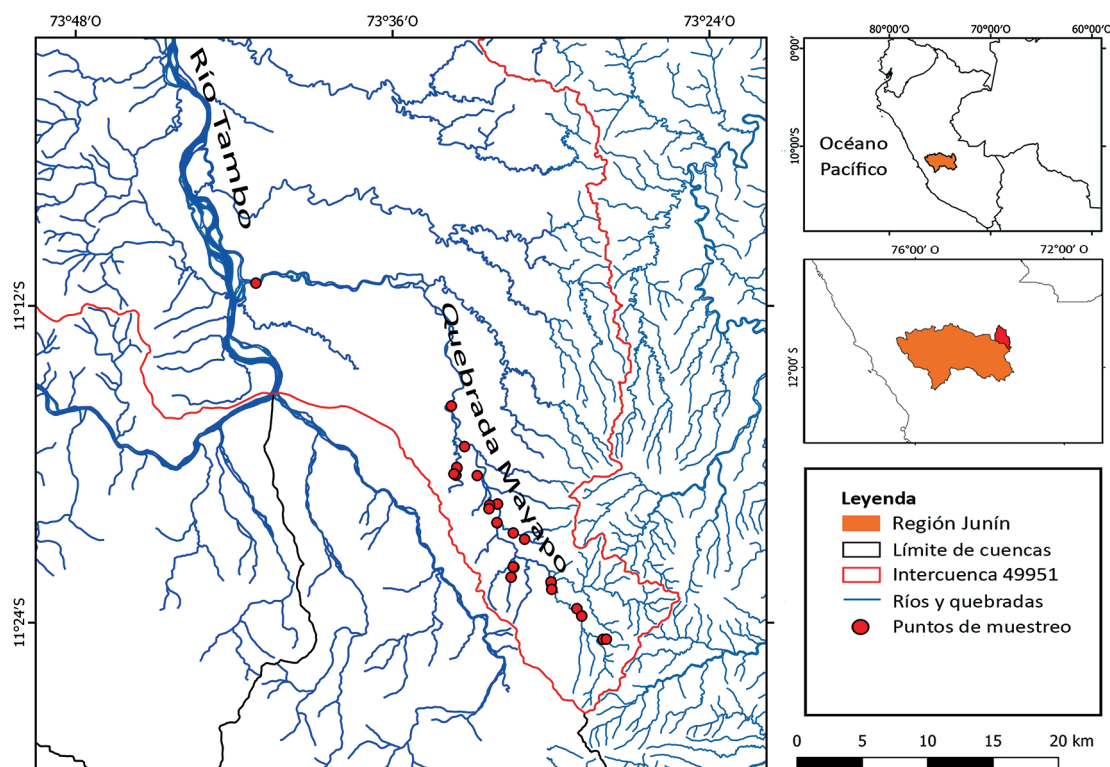 73°48'O
73°36'O
73°24'O
11°12'S
11°24'S
Río Tambo
Quebrada Mayapo
80°00'O
70°00'O
60°00'O
0°00'
10°00'S
Océano
Pacífico
76°00' O
72°00' O
12°00' S
Leyenda
Región Junín
Límite de cuencas
Intercuenca 49951
Ríos y quebradas
Puntos de muestreo
0
5
10
15
20 km